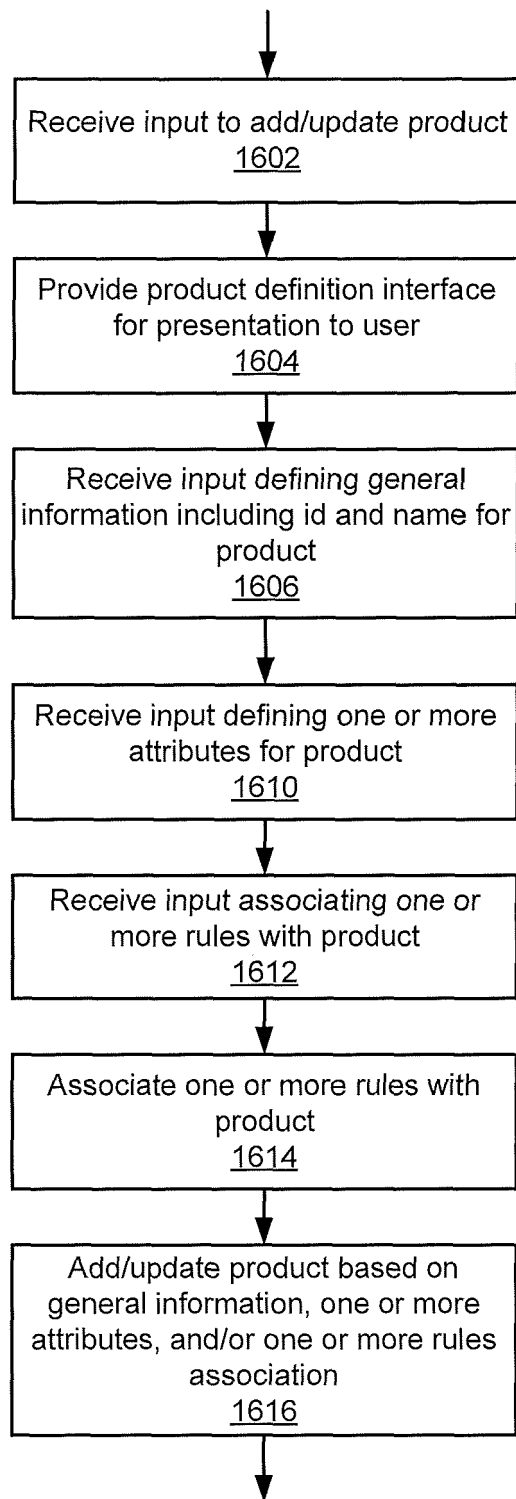 Receive input to add/update product
1602
Provide product definition interface
for presentation to user
1604
Receive input defining general
information including id and name for
product
1606
Receive input defining one or more
attributes for product
1610
Receive input associating one or
more rules with product
1612
Associate one or more rules with
product
1614
Add/update product based on
general information, one or more
attributes, and/or one or more rules
association
1616